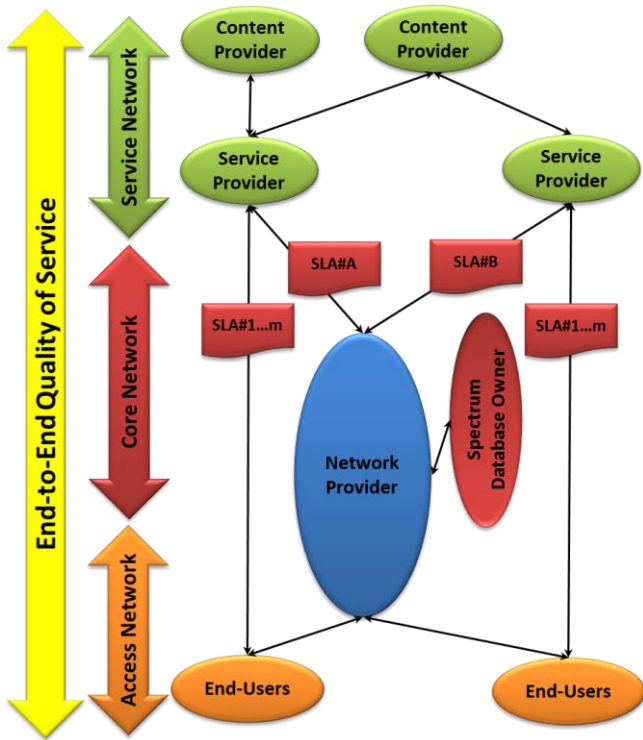 End-to-End Quality of Service
Service Network
Core Network
Access Network
Content
Provider
Content
Provider
Service
Provider
Service
Provider
SLA#A
SLA#B
SLA#1...m
SLA#1...m
Network
Provider
Spectrum
Database Owner
End-Users
End-Users